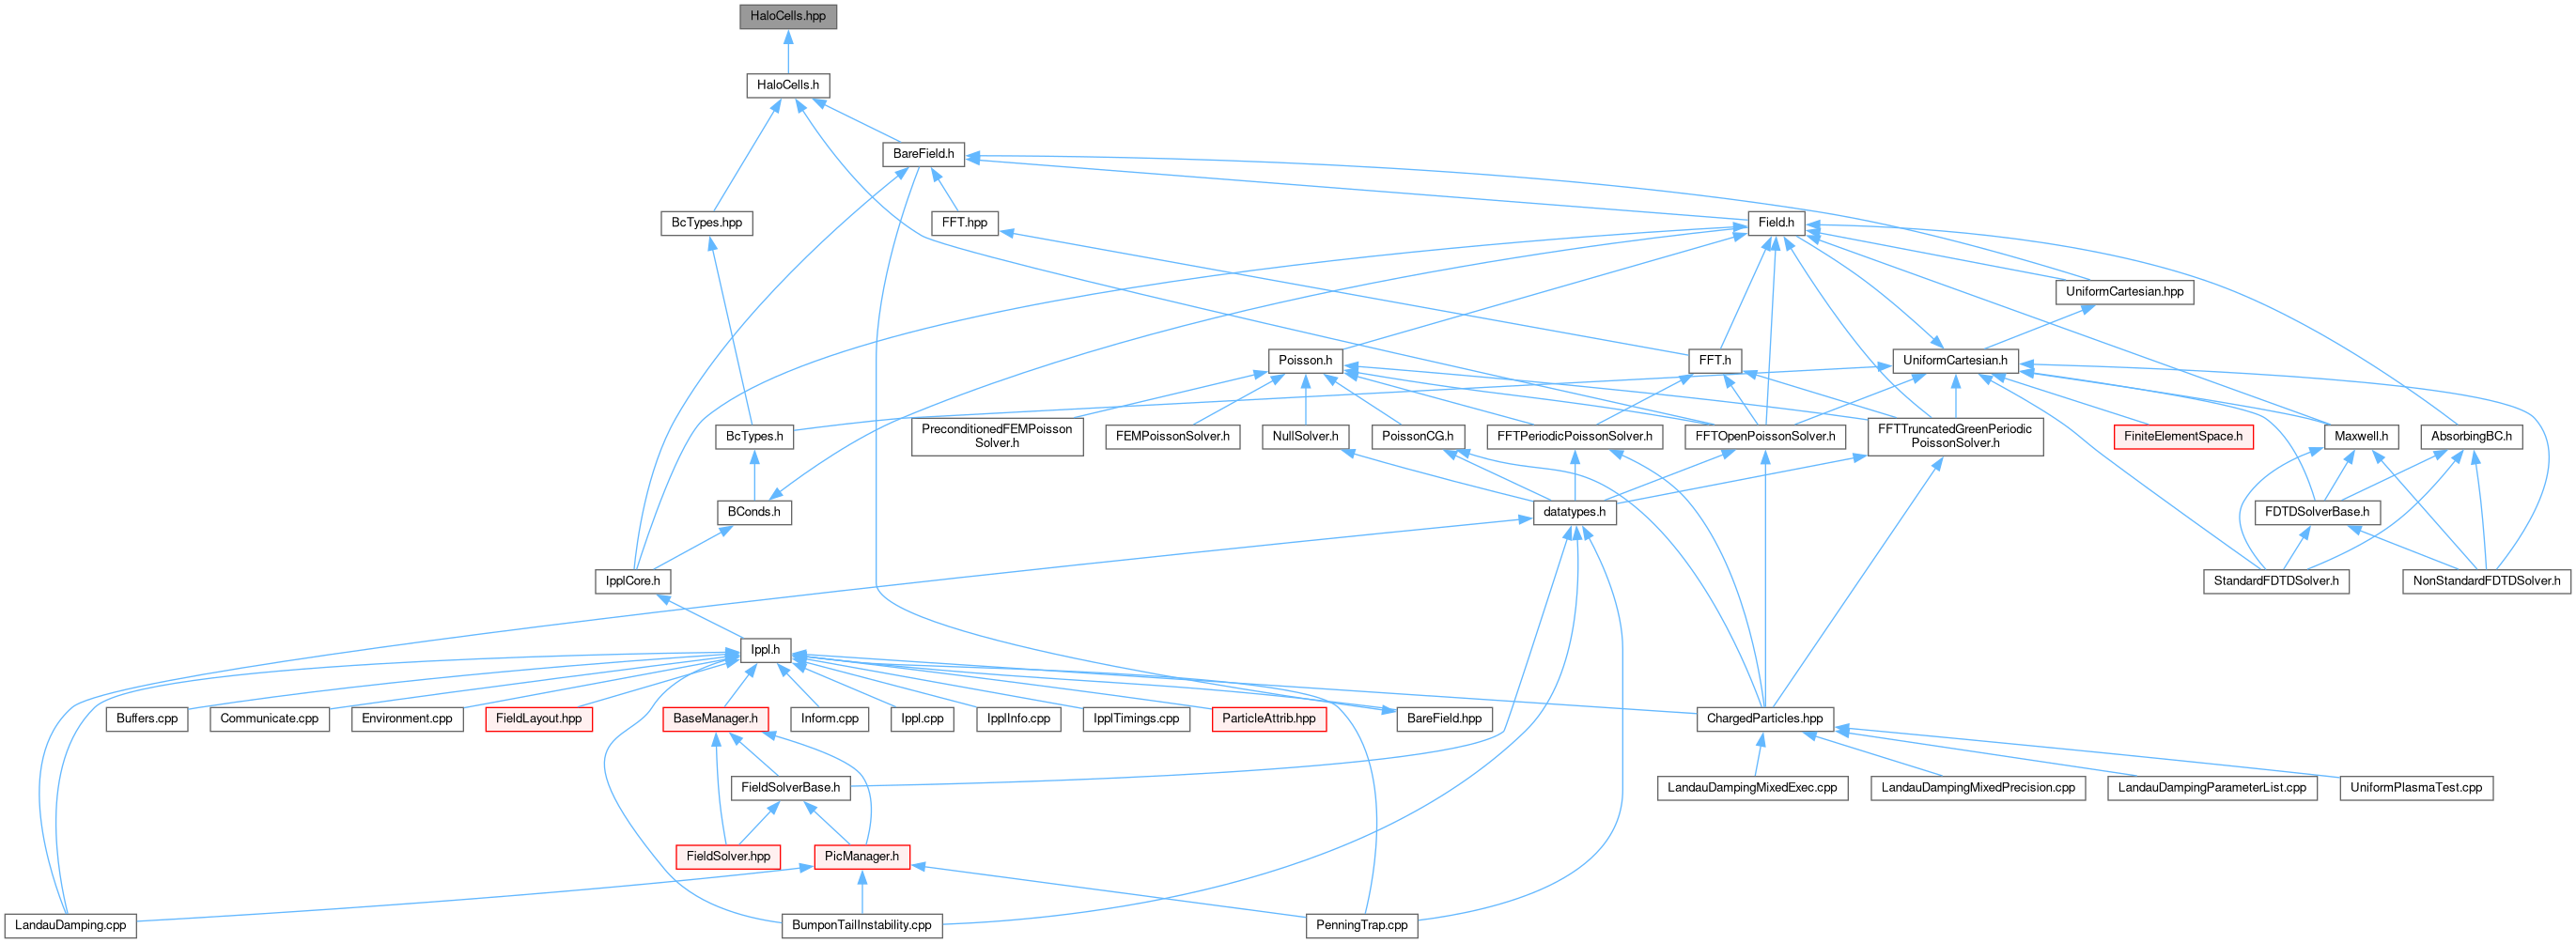 HaloCells.hpp
HaloCells.h
BareField.h
BcTypes.hpp
FFT.hpp
Field.h
UniformCartesian.hpp
Poisson.h
FFT.h
UniformCartesian.h
BcTypes.h
PreconditionedFEMPoisson
Solver.h
FEMPoissonSolver.h
NullSolver.h
PoissonCG.h
FFTPeriodicPoissonSolver.h
FFTOpenPoissonSolver.h
FFTTruncatedGreenPeriodic
PoissonSolver.h
FiniteElementSpace.h
Maxwell.h
AbsorbingBC.h
BConds.h
datatypes.h
FDTDSolverBase.h
IpplCore.h
StandardFDTDSolver.h
NonStandardFDTDSolver.h
Ippl.h
Buffers.cpp
Communicate.cpp
Environment.cpp
FieldLayout.hpp
BaseManager.h
Inform.cpp
Ippl.cpp
IpplInfo.cpp
IpplTimings.cpp
ParticleAttrib.hpp
BareField.hpp
ChargedParticles.hpp
FieldSolverBase.h
LandauDampingMixedExec.cpp
LandauDampingMixedPrecision.cpp
LandauDampingParameterList.cpp
UniformPlasmaTest.cpp
FieldSolver.hpp
PicManager.h
LandauDamping.cpp
BumponTailInstability.cpp
PenningTrap.cpp